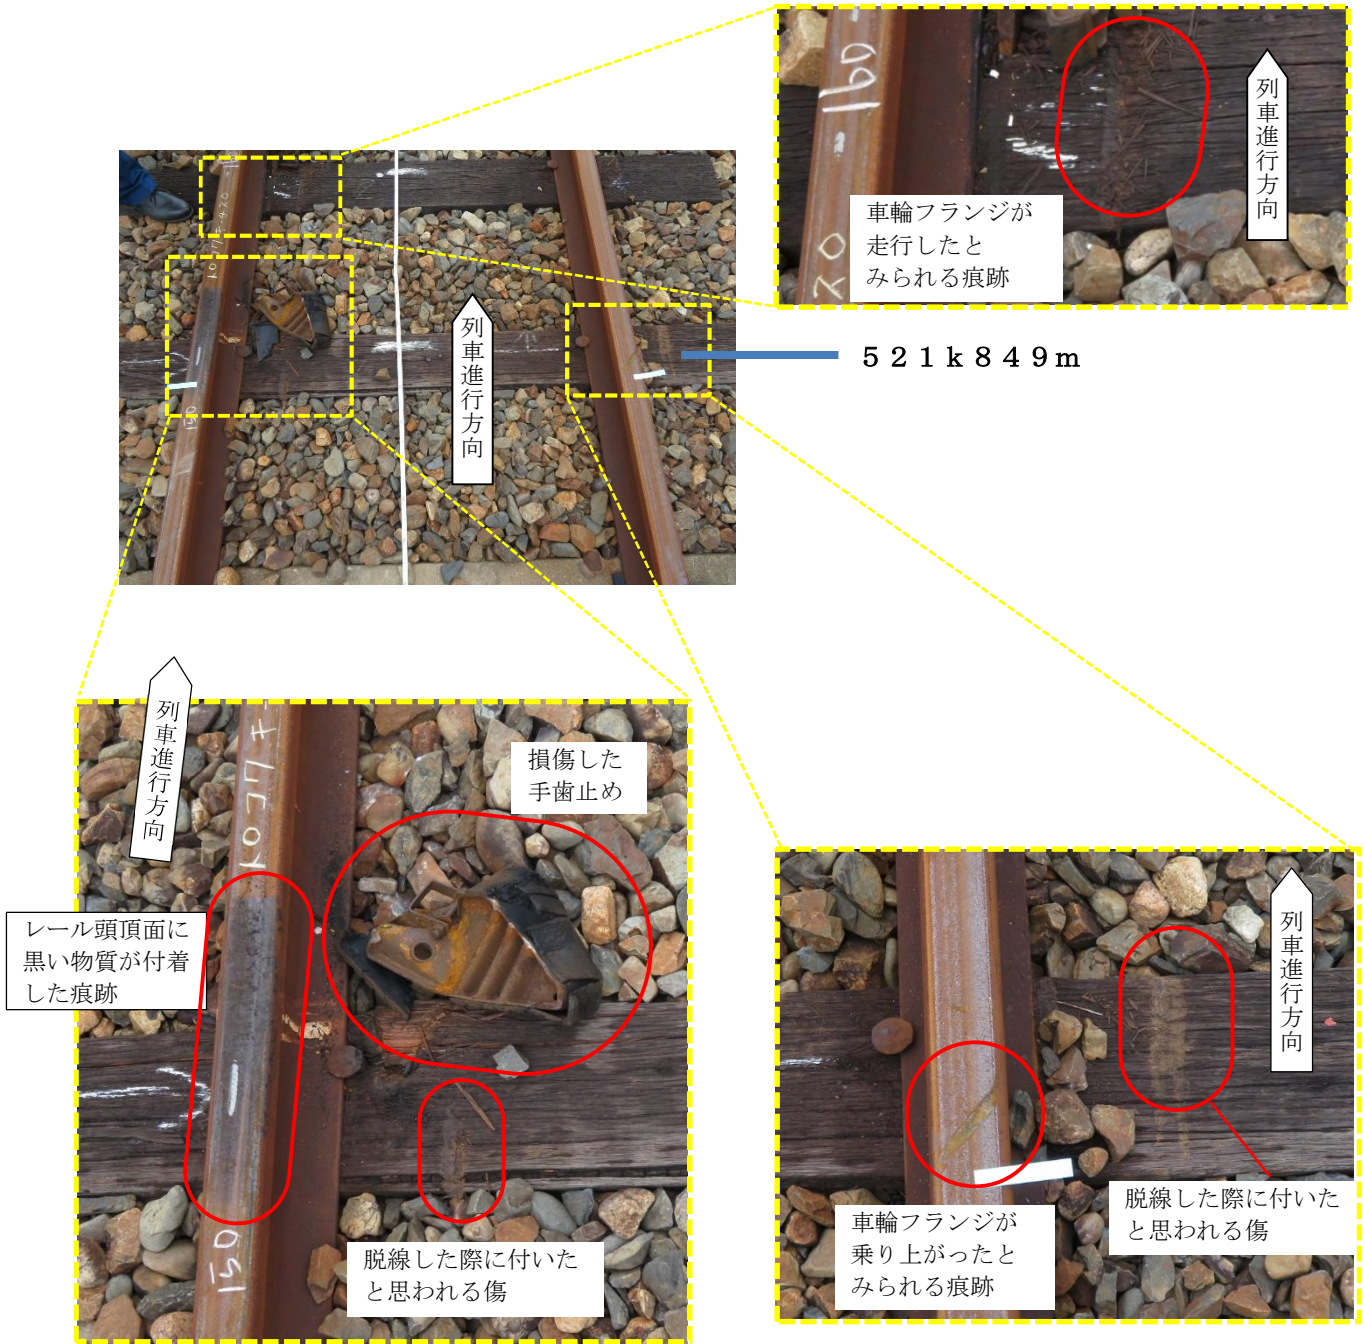 列車進行方向
160
20
車輪フランジが
走行したと
みられる痕跡
列車進行方向
521k849m
150
列車進行方向
損傷した
手歯止め
レール頭頂面に
黒い物質が付着
した痕跡
150
脱線した際に付いた
と思われる傷
列車進行方向
車輪フランジが
乗り上がったと
みられる痕跡
脱線した際に付いた
と思われる傷